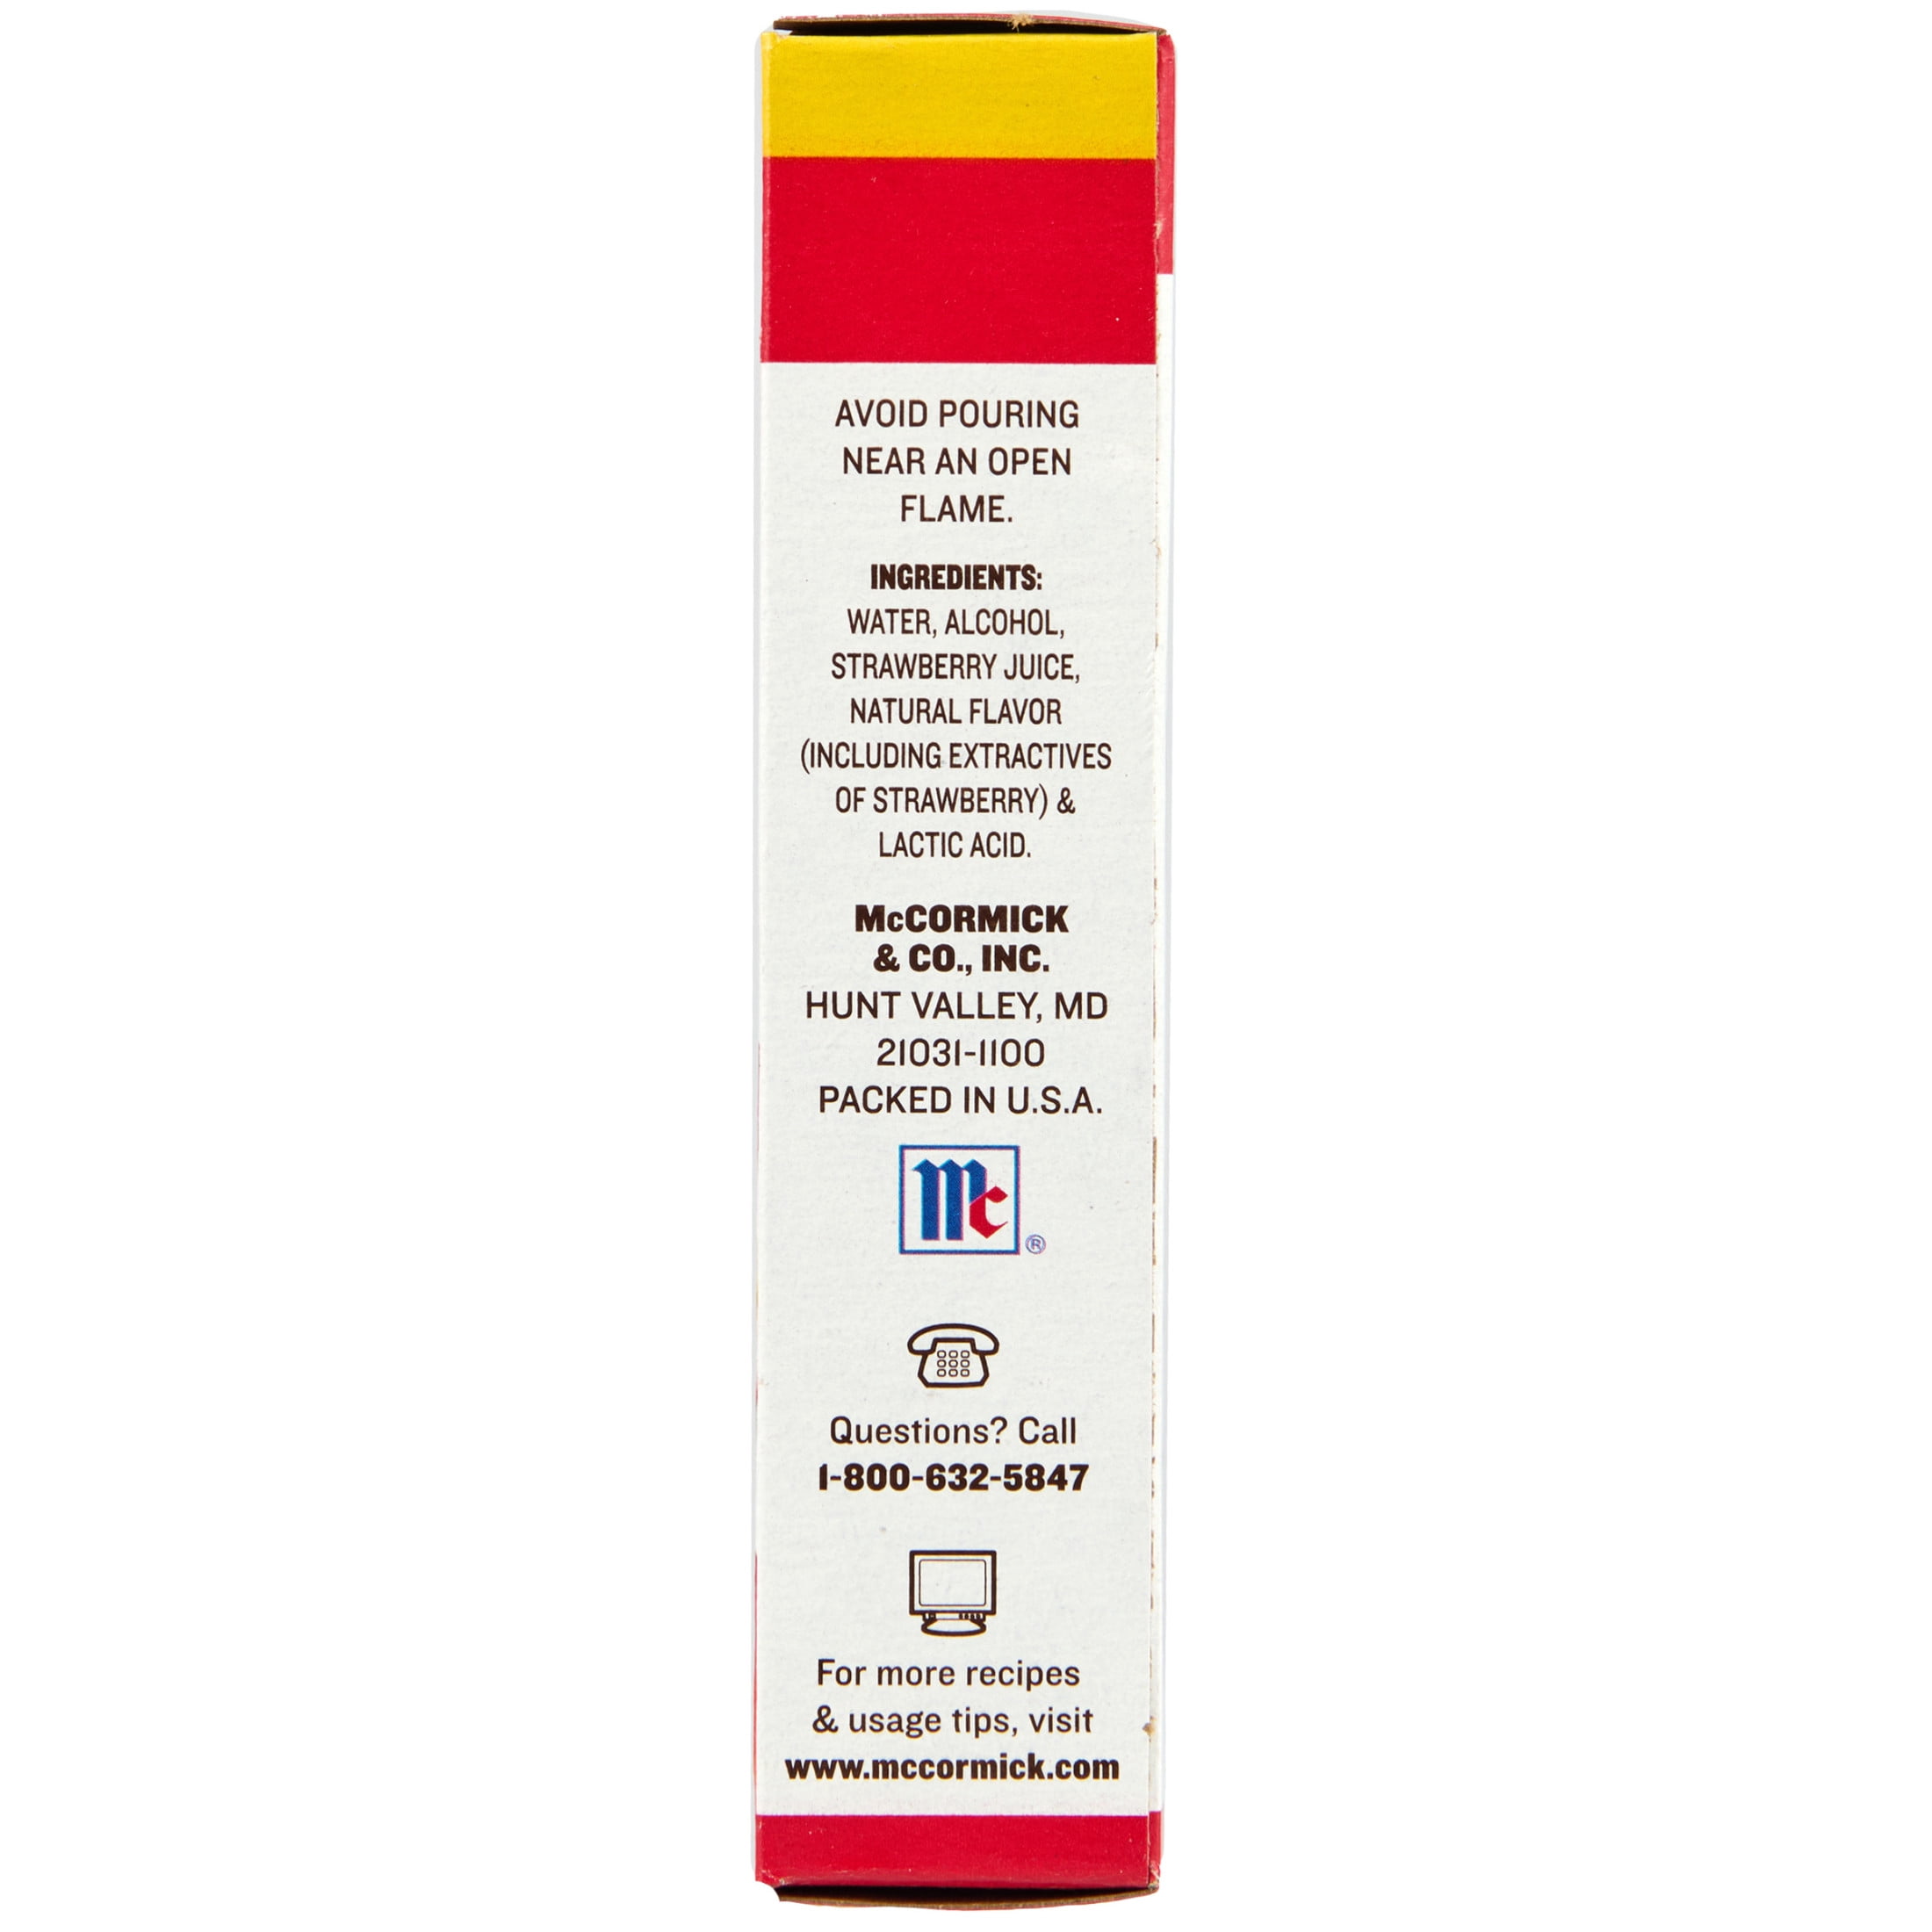 AVOID POURING
NEAR AN OPEN
FLAME.
INGREDIENTS:
WATER, ALCOHOL,
STRAWBERRY JUICE,
NATURAL FLAVOR
(INCLUDING EXTRACTIVES
OF STRAWBERRY) &
LACTIC ACID.
McCORMICK
& CO., INC.
HUNT VALLEY, MD
21031-1100
PACKED IN U.S.A.
Mc®
Questions? Call
1-800-632-5847
For more recipes
& usage tips, visit
www.mccormick.com